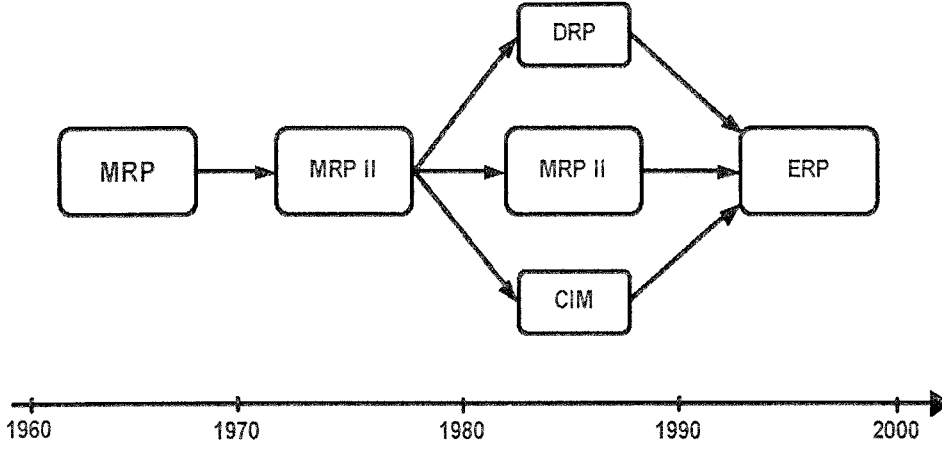 DRP
MRP
MRP II
MRP II
ERP
CIM
1960
1970
1980
1990
2000